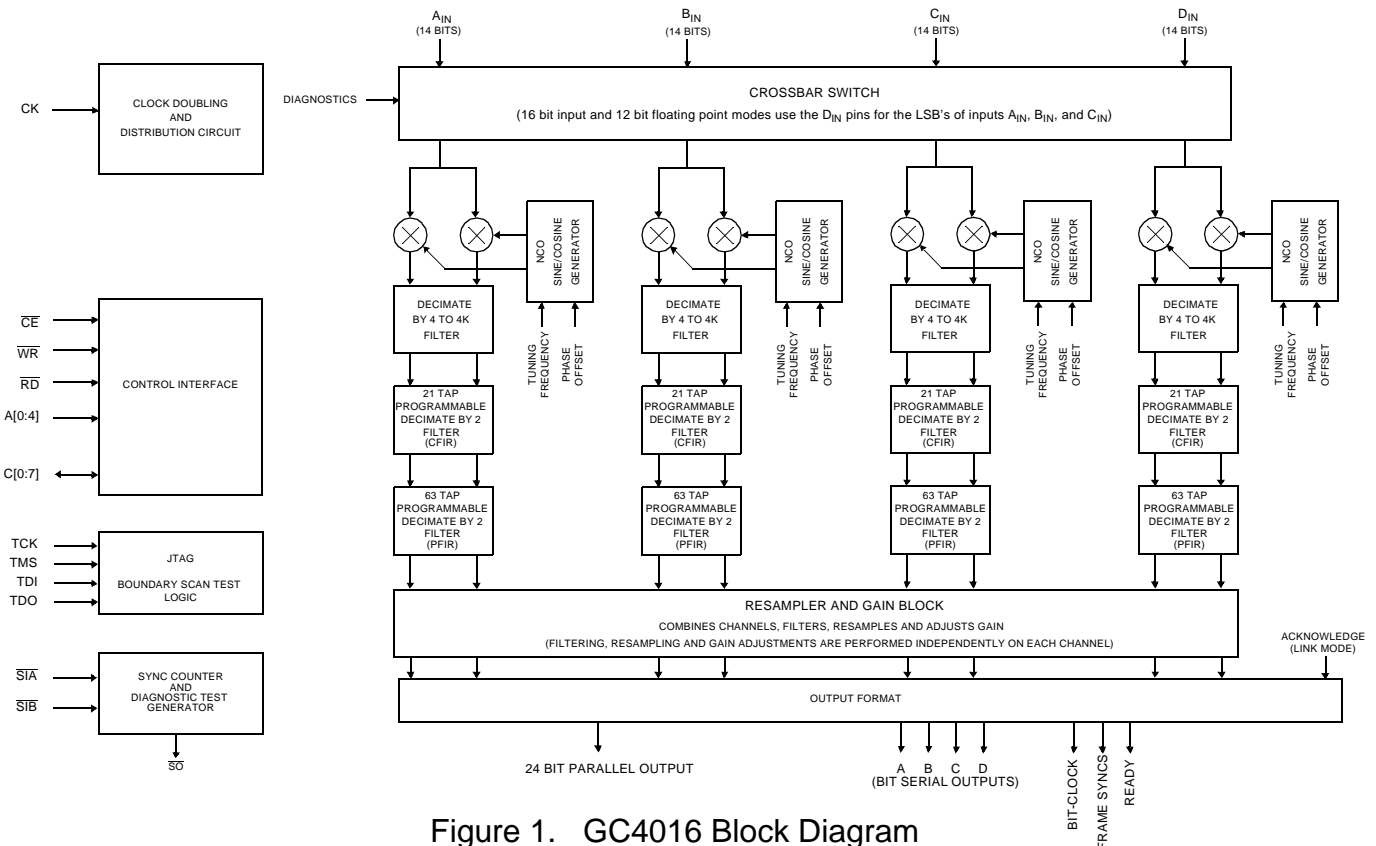 A_IN
(14 BITS)
B_IN
(14 BITS)
C_IN
(14 BITS)
D_IN
(14 BITS)
CK
CLOCK DOUBLING
AND
DISTRIBUTION CIRCUIT
DIAGNOSTICS
CROSSBAR SWITCH
(16 bit input and 12 bit floating point modes use the D_IN pins for the LSB's of inputs A_IN, B_IN, and C_IN)
NCO
SINE/COSINE
GENERATOR
NCO
SINE/COSINE
GENERATOR
NCO
SINE/COSINE
GENERATOR
NCO
SINE/COSINE
GENERATOR
DECIMATE
BY 4 TO 4K
FILTER
DECIMATE
BY 4 TO 4K
FILTER
DECIMATE
BY 4 TO 4K
FILTER
DECIMATE
BY 4 TO 4K
FILTER
TUNING
FREQUENCY
PHASE
OFFSET
TUNING
FREQUENCY
PHASE
OFFSET
TUNING
FREQUENCY
PHASE
OFFSET
TUNING
FREQUENCY
PHASE
OFFSET
CE
WR
RD
A[0:4]
C[0:7]
CONTROL INTERFACE
21 TAP
PROGRAMMABLE
DECIMATE BY 2
FILTER
(CFIR)
21 TAP
PROGRAMMABLE
DECIMATE BY 2
FILTER
(CFIR)
21 TAP
PROGRAMMABLE
DECIMATE BY 2
FILTER
(CFIR)
21 TAP
PROGRAMMABLE
DECIMATE BY 2
FILTER
(CFIR)
63 TAP
PROGRAMMABLE
DECIMATE BY 2
FILTER
(PFIR)
63 TAP
PROGRAMMABLE
DECIMATE BY 2
FILTER
(PFIR)
63 TAP
PROGRAMMABLE
DECIMATE BY 2
FILTER
(PFIR)
63 TAP
PROGRAMMABLE
DECIMATE BY 2
FILTER
(PFIR)
TCK
TMS
TDI
TDO
JTAG
BOUNDARY SCAN TEST
LOGIC
RESAMPLER AND GAIN BLOCK
COMBINES CHANNELS, FILTERS, RESAMPLES AND ADJUSTS GAIN
(FILTERING, RESAMPLING AND GAIN ADJUSTMENTS ARE PERFORMED INDEPENDENTLY ON EACH CHANNEL)
ACKNOWLEDGE
(LINK MODE)
SIA
SIB
SYNC COUNTER
AND
DIAGNOSTIC TEST
GENERATOR
SO
OUTPUT FORMAT
24 BIT PARALLEL OUTPUT
A B C D
(BIT SERIAL OUTPUTS)
BIT-CLOCK
FRAME SYNCS
READY
Figure 1. GC4016 Block Diagram